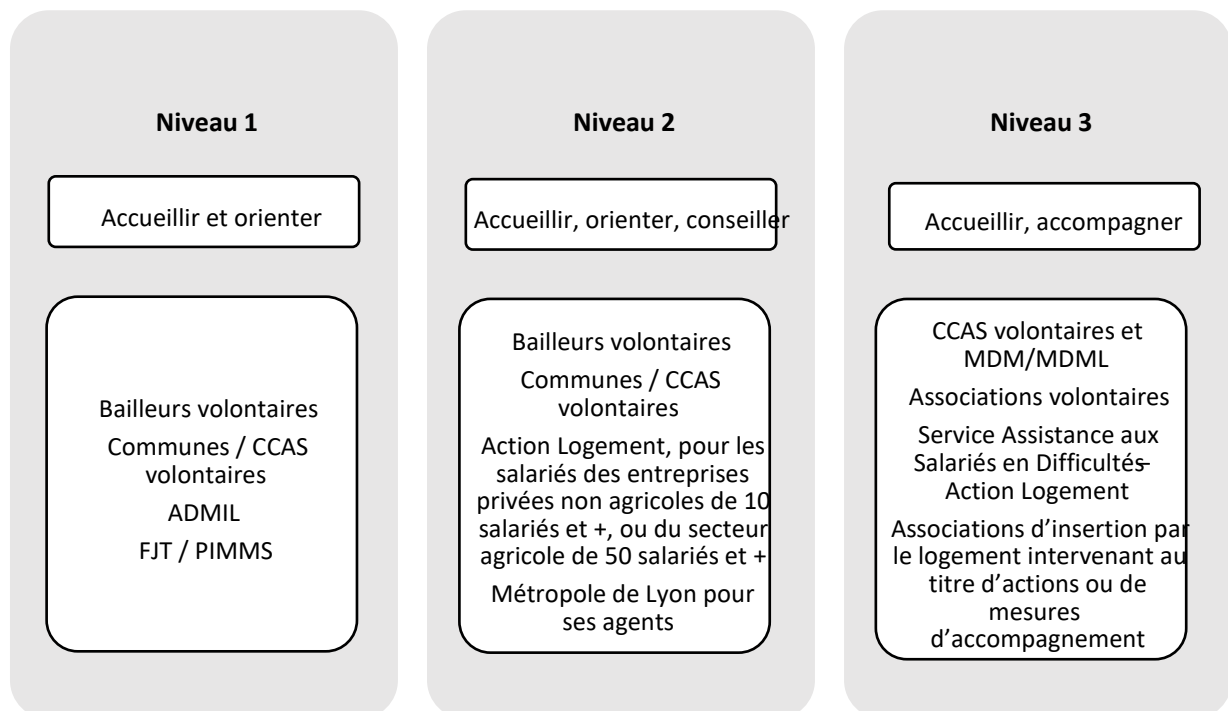 Niveau 1
Accueillir et orienter
Bailleurs volontaires
Communes / CCAS
volontaires
ADMIL
FJT / PIMMS
Niveau 2
Accueillir, orienter, conseiller
Bailleurs volontaires
Communes / CCAS
volontaires
Action Logement, pour les
salariés des entreprises
privées non agricoles de 10
salariés et +, ou du secteur
agricole de 50 salariés et +
Métropole de Lyon pour
ses agents
Niveau 3
Accueillir, accompagner
CCAS volontaires et
MDM/MDML
Associations volontaires
Service Assistance aux
Salariés en Difficultés–
Action Logement
Associations d’insertion par
le logement intervenant au
titre d’actions ou de
mesures
d’accompagnement